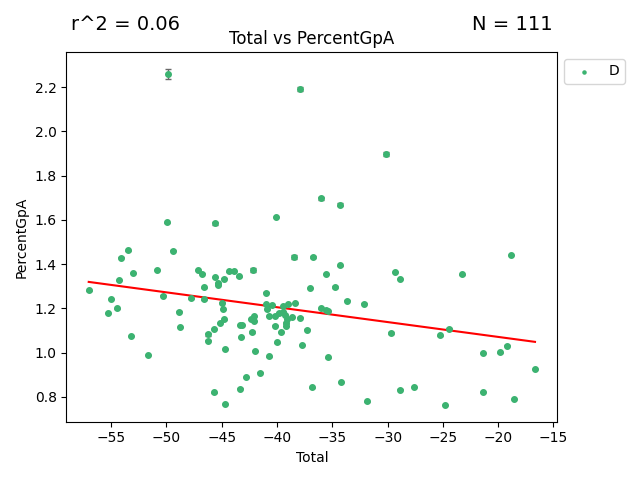 r^2 = 0.06
N = 111
Total vs PercentGpA
D
PercentGpA
2.2
2.0
1.8
1.6
1.4
1.2
1.0
0.8
−55
−50
−45
−40
−35
−30
−25
−20
−15
Total